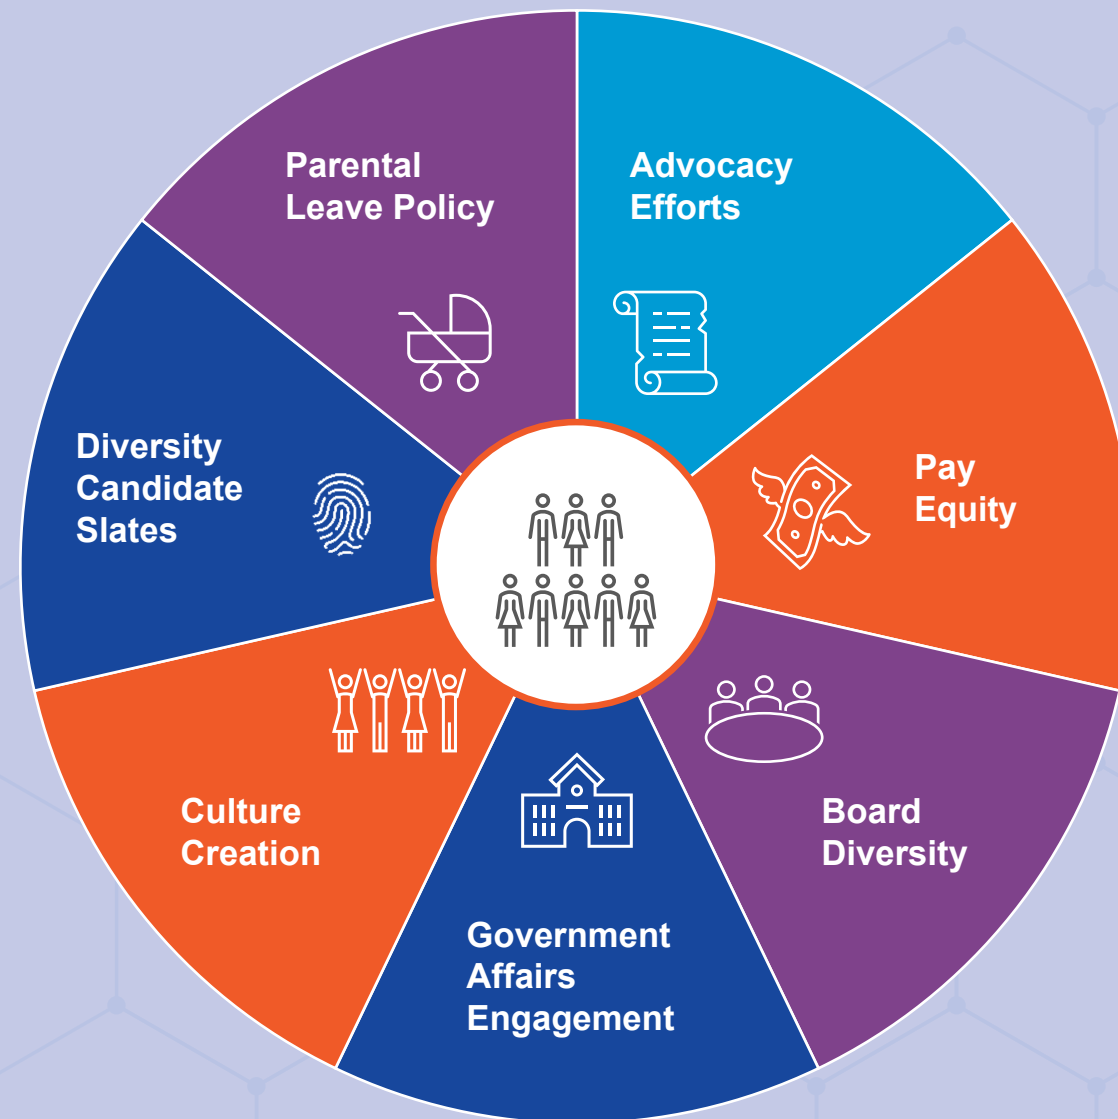 Parental
Leave Policy
Advocacy
Efforts
Pay
Equity
Board
Diversity
Government
Affairs
Engagement
Culture
Creation
Diversity
Candidate
Slates